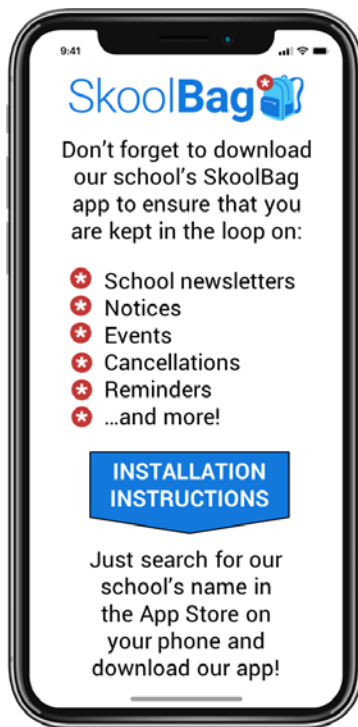 9:41
SkoolBag
Don't forget to download
our school's SkoolBag
app to ensure that you
are kept in the loop on:
School newsletters
Notices
Events
Cancellations
Reminders
...and more!
INSTALLATION
INSTRUCTIONS
Just search for our
school's name in
the App Store on
your phone and
download our app!